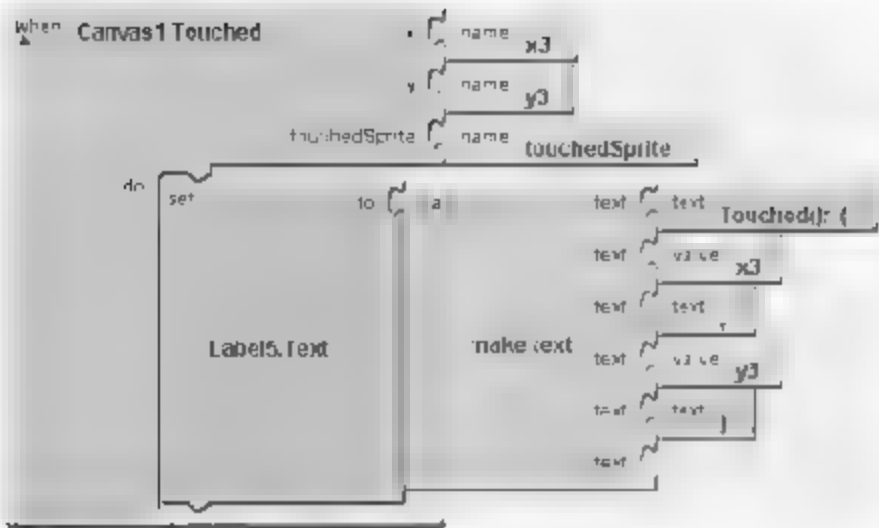 when Canvas1.Touched
x name x3
y name y3
touchedSprite name touchedSprite
do set Label5.Text to
make text
text text Touched(): (
text value x3
text text ,
text value y3
text text )
text